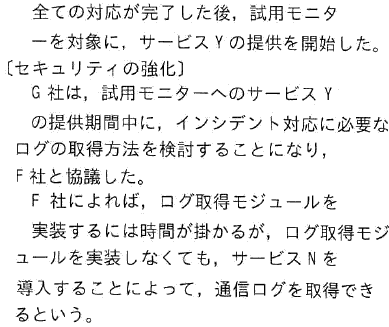 全ての対応が完了した後，試用モニタ
ーを対象に，サービスＹの提供を開始した。
〔セキュリティの強化〕
Ｇ社は，試用モニターへのサービスＹ
の提供期間中に，インシデント対応に必要な
ログの取得方法を検討することになり，
Ｆ社と協議した。
Ｆ社によれば，ログ取得モジュールを
実装するには時間が掛かるが，ログ取得モジ
ュールを実装しなくても，サービスＮを
導入することによって，通信ログを取得でき
るという。